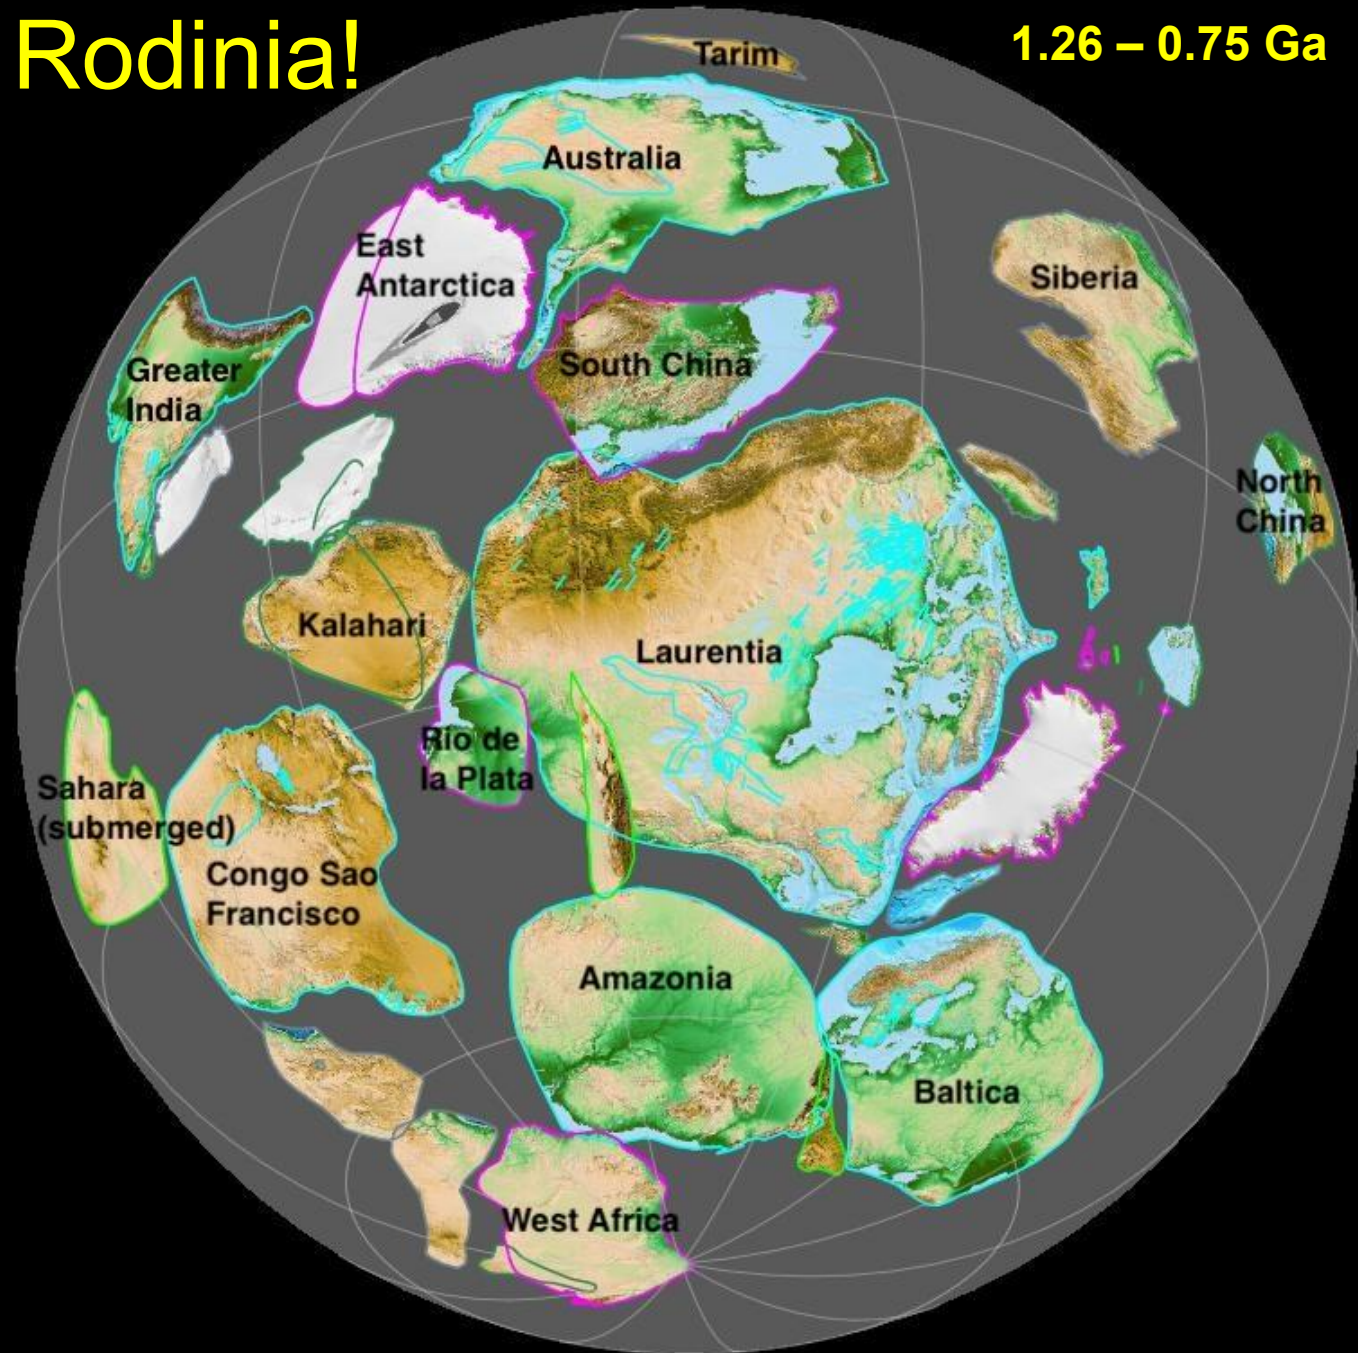 Rodinia!
1.26 – 0.75 Ga
Tarim
Australia
East
Antarctica
Siberia
Greater
India
South China
North
China
Kalahari
Laurentia
Rio de
la Plata
Sahara
(submerged)
Congo Sao
Francisco
Amazonia
Baltica
West Africa